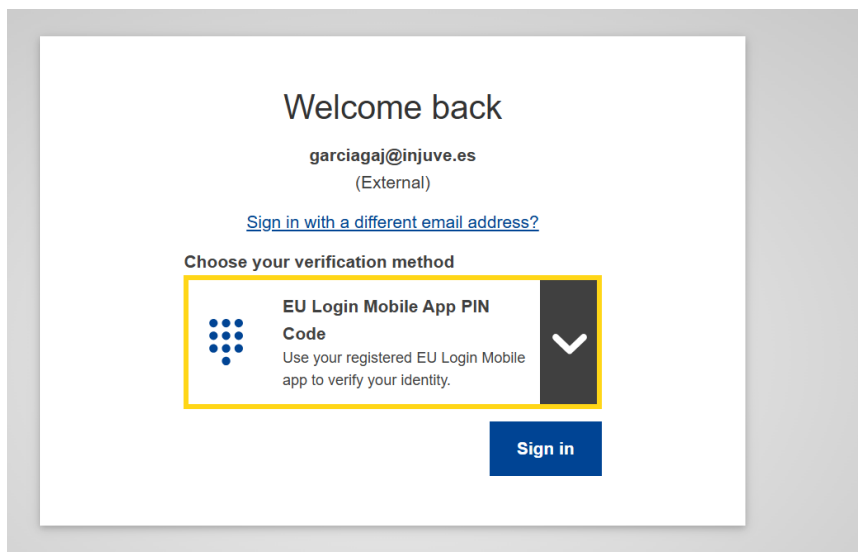 Welcome back
garciagaj@injuve.es
(External)
Sign in with a different email address?
Choose your verification method
EU Login Mobile App PIN
Code
Use your registered EU Login Mobile
app to verify your identity.
Sign in